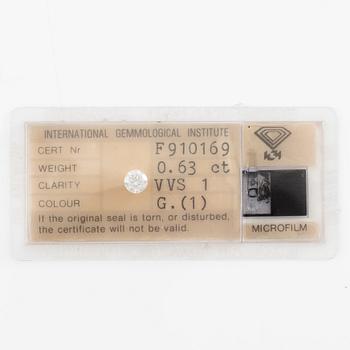 INTERNATIONAL GEMMOLOGICAL INSTITUTE
CERT. Nr F910169
WEIGHT 0.63 ct
CLARITY VVS 1
COLOUR G.(1)
If the original seal is torn, or disturbed,
the certificate will not be valid.
IGI
MICROFILM